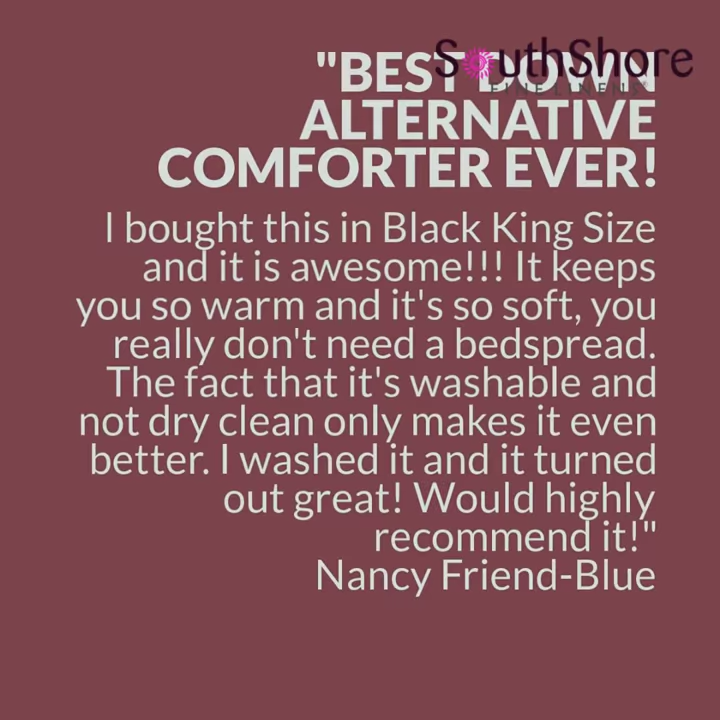 SouthShore
FINE LINENS®
"BEST DOWN
ALTERNATIVE
COMFORTER EVER!
I bought this in Black King Size
and it is awesome!!! It keeps
you so warm and it's so soft, you
really don't need a bedspread.
The fact that it's washable and
not dry clean only makes it even
better. I washed it and it turned
out great! Would highly
recommend it!"
Nancy Friend-Blue